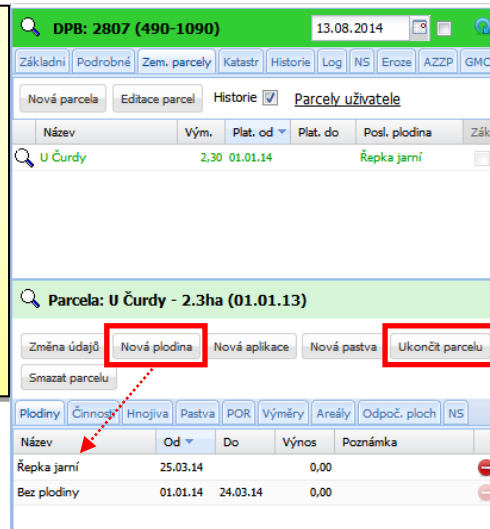 DPB: 2807 (490-1090) 13.08.2014
Základní Podrobné Zem. parcely Katastr Historie Log NS Eroze AZZP GMO
Nová parcela Editace parcel Historie Parcely uživatele
Název Vým. Plat. od Plat. do Posl. plodina Zák
U Čurdy 2,30 01.01.14 Řepka jarní
Parcela: U Čurdy - 2.3ha (01.01.13)
Změna údajů Nová plodina Nová aplikace Nová pastva Ukončit parcelu
Smazat parcelu
Plodiny Činnosti Hnojiva Pastva POR Výměry Areály Odpoč. ploch NS
Název Od Do Výnos Poznámka
Řepka jarní 25.03.14 0,00
Bez plodiny 01.01.14 24.03.14 0,00